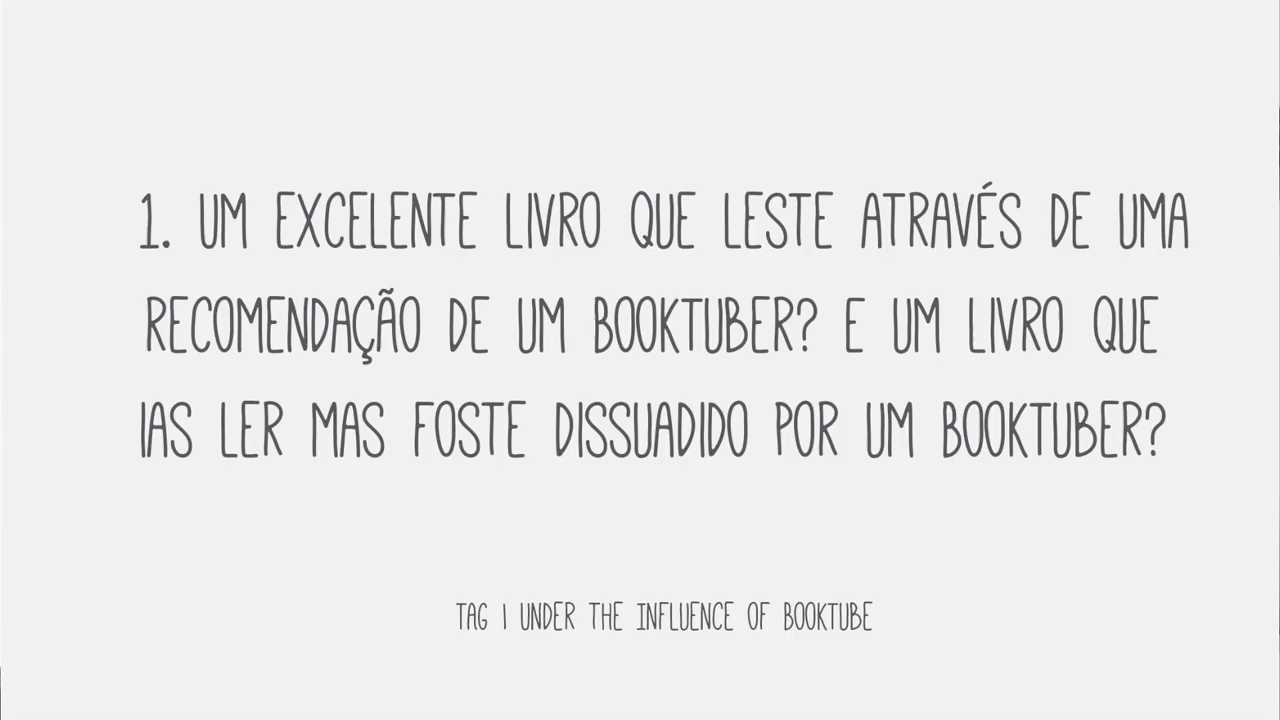 1. UM EXCELENTE LIVRO QUE LESTE ATRAVÉS DE UMA
RECOMENDAÇÃO DE UM BOOKTUBER? E UM LIVRO QUE
IAS LER MAS FOSTE DISSUADIDO POR UM BOOKTUBER?
TAG | UNDER THE INFLUENCE OF BOOKTUBE